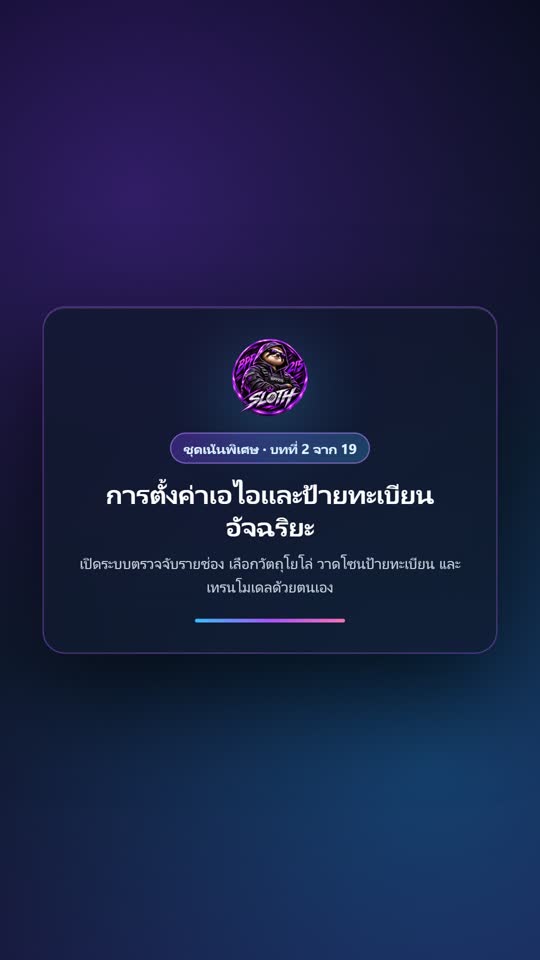 SLOTH
ชุดเน้นพิเศษ · บทที่ 2 จาก 19
การตั้งค่าเอไอและป้ายทะเบียน
อัจฉริยะ
เปิดระบบตรวจจับรายช่อง เลือกวัตถุโยโล่ วาดโซนป้ายทะเบียน และ
เทรนโมเดลด้วยตนเอง